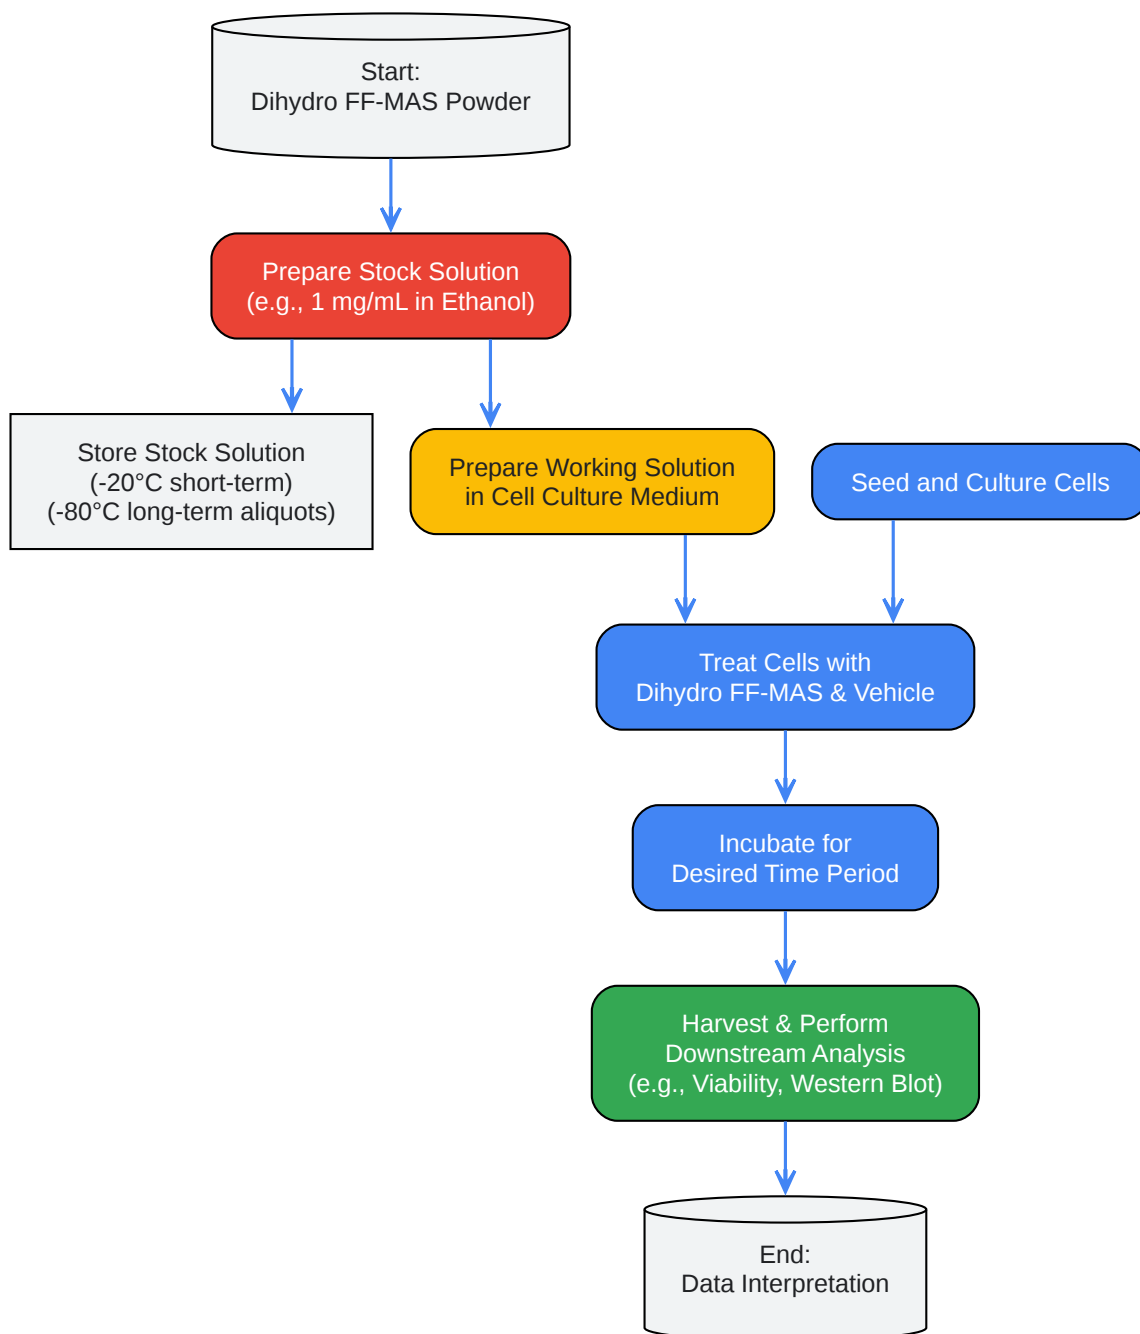 Start:
Dihydro FF-MAS Powder
Prepare Stock Solution
(e.g., 1 mg/mL in Ethanol)
Store Stock Solution
(-20°C short-term)
(-80°C long-term aliquots)
Prepare Working Solution
in Cell Culture Medium
Seed and Culture Cells
Treat Cells with
Dihydro FF-MAS & Vehicle
Incubate for
Desired Time Period
Harvest & Perform
Downstream Analysis
(e.g., Viability, Western Blot)
End:
Data Interpretation